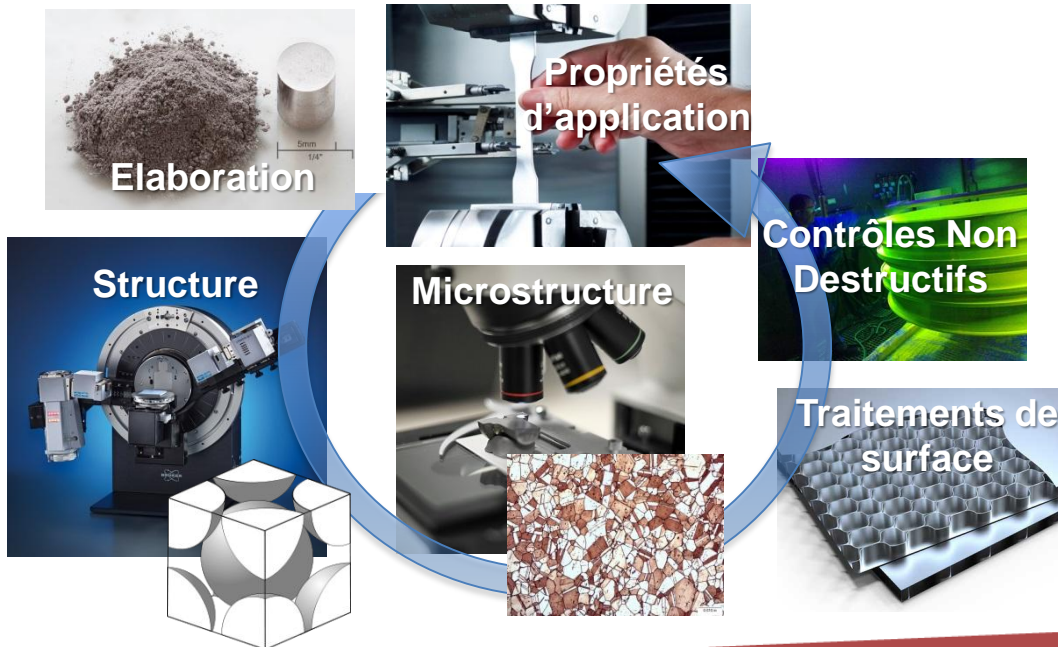 Propriétés
d'application
5mm
1/4"
Elaboration
Contrôles Non
Destructifs
Structure
Microstructure
Traitements de
surface